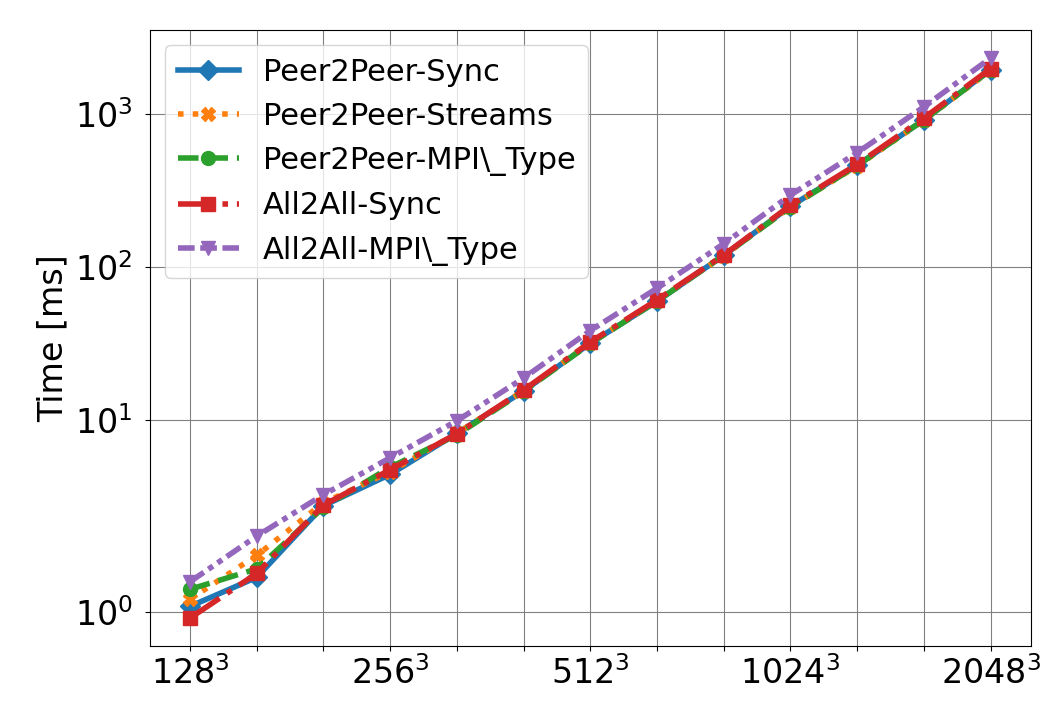 Peer2Peer-Sync
Peer2Peer-Streams
Peer2Peer-MPI\_Type
All2All-Sync
All2All-MPI\_Type
Time [ms]
10³
10²
10¹
10⁰
128³ 256³ 512³ 1024³ 2048³